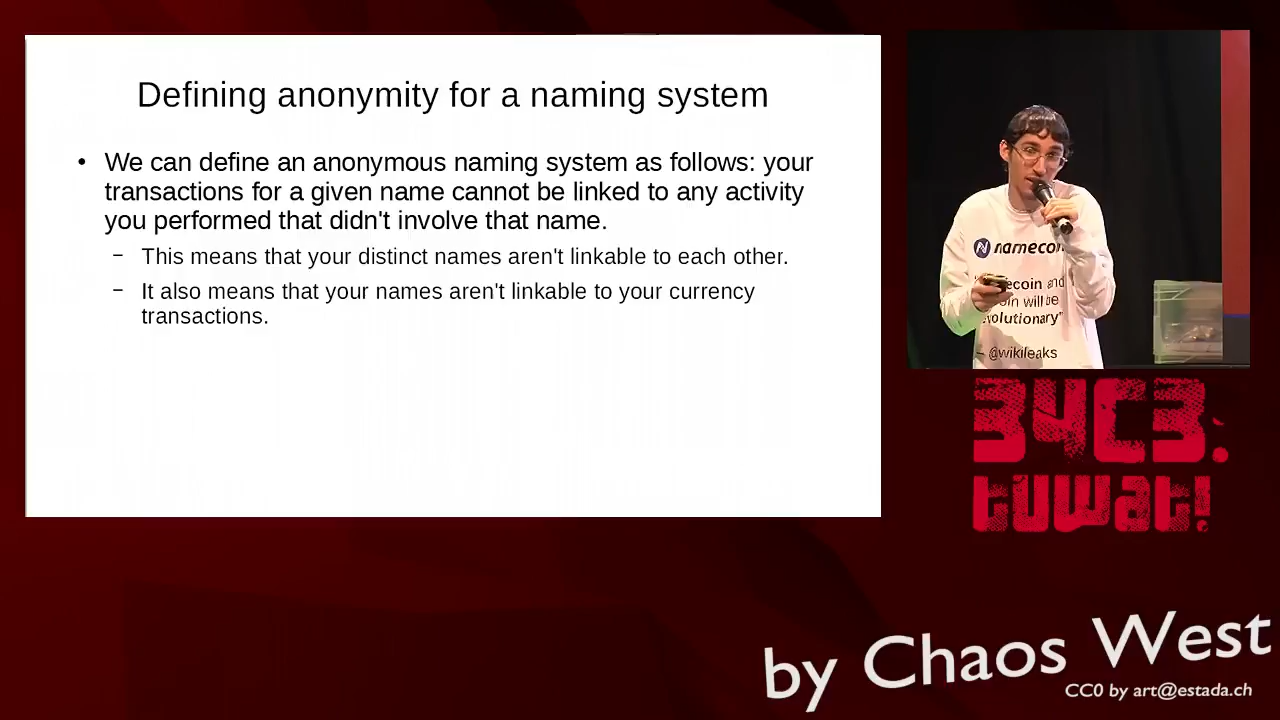 Defining anonymity for a naming system
• We can define an anonymous naming system as follows: your
transactions for a given name cannot be linked to any activity
you performed that didn't involve that name.
– This means that your distinct names aren't linkable to each other.
– It also means that your names aren't linkable to your currency
transactions.
namecoin
and
will be
– @wikileaks
34C3:
tuwat!
by Chaos West
CC0 by art@estada.ch